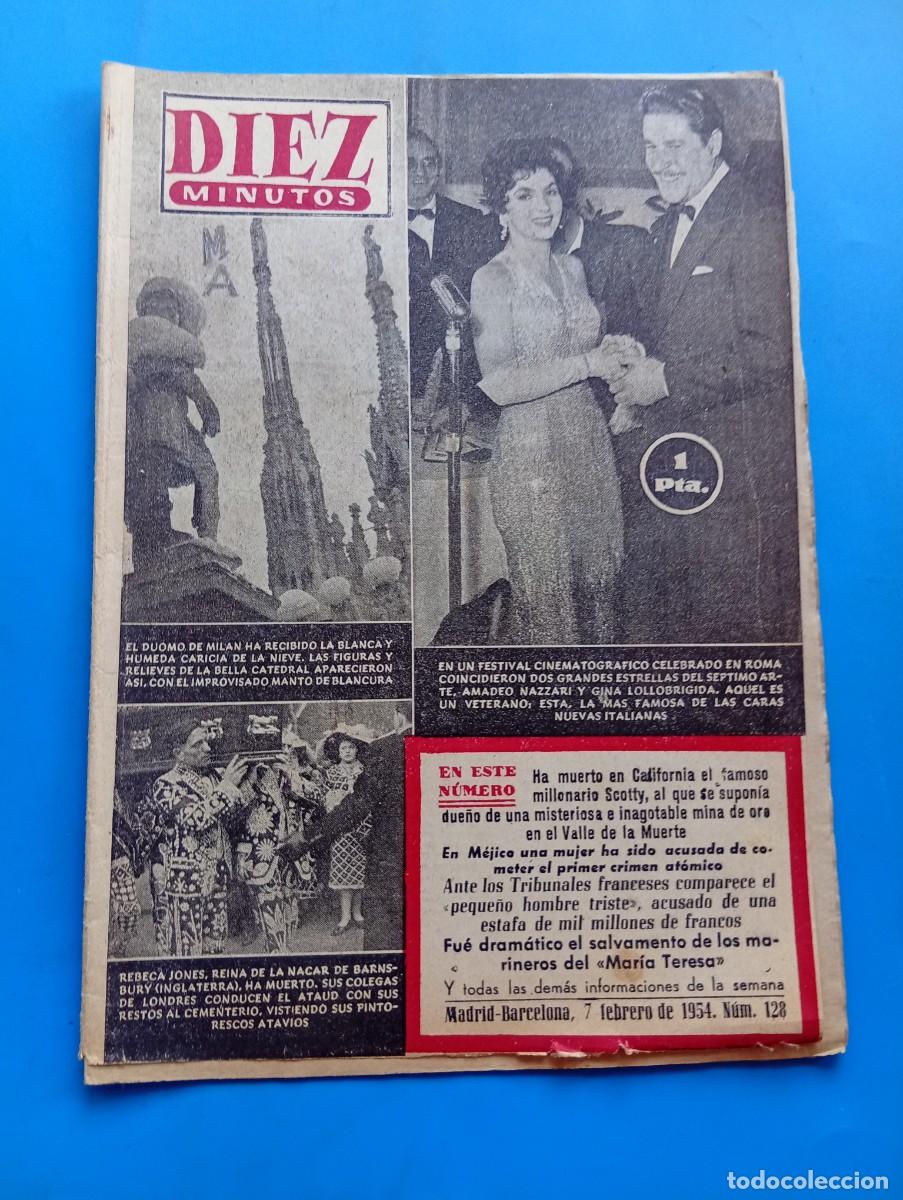 DIEZ
MINUTOS
M
A
1
Pta.
EL DUOMO DE MILAN HA RECIBIDO LA BLANCA Y
HUMEDA CARICIA DE LA NIEVE. LAS FIGURAS Y
RELIEVES DE LA BELLA CATEDRAL APARECIERON
ASI, CON EL IMPROVISADO MANTO DE BLANCURA
EN UN FESTIVAL CINEMATOGRAFICO CELEBRADO EN ROMA
COINCIDIERON DOS GRANDES ESTRELLAS DEL SEPTIMO AR-
TE, AMADEO NAZZARI Y GINA LOLLOBRIGIDA. AQUEL ES
UN VETERANO; ESTA, LA MAS FAMOSA DE LAS CARAS
NUEVAS ITALIANAS
REBECA JONES, REINA DE LA NACAR DE BARNS-
BURY (INGLATERRA), HA MUERTO. SUS COLEGAS
DE LONDRES CONDUCEN EL ATAUD CON SUS
RESTOS AL CEMENTERIO, VISTIENDO SUS PINTO-
RESCOS ATAVIOS
EN ESTE
NÚMERO
Ha muerto en California el famoso
millonario Scotty, al que se suponía
dueño de una misteriosa e inagotable mina de oro
en el Valle de la Muerte
En Méjico una mujer ha sido acusada de co-
meter el primer crimen atómico
Ante los Tribunales franceses comparece el
«pequeño hombre triste», acusado de una
estafa de mil millones de francos
Fué dramático el salvamento de los ma-
rineros del «María Teresa»
Y todas las demás informaciones de la semana
Madrid-Barcelona, 7 febrero de 1954. Núm. 128
todocoleccion